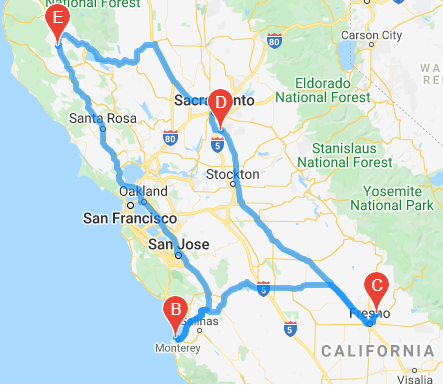 National Forest
E
80
Carson City
WA
R
D
Eldorado
National Forest
Sacramento
Santa Rosa
80
5
Stanislaus
National Forest
Stockton
Yosemite
National Park
Oakland
San Francisco
San Jose
C
5
B
Fresno
Salinas
5
Monterey
CALIFORNIA
Visalia